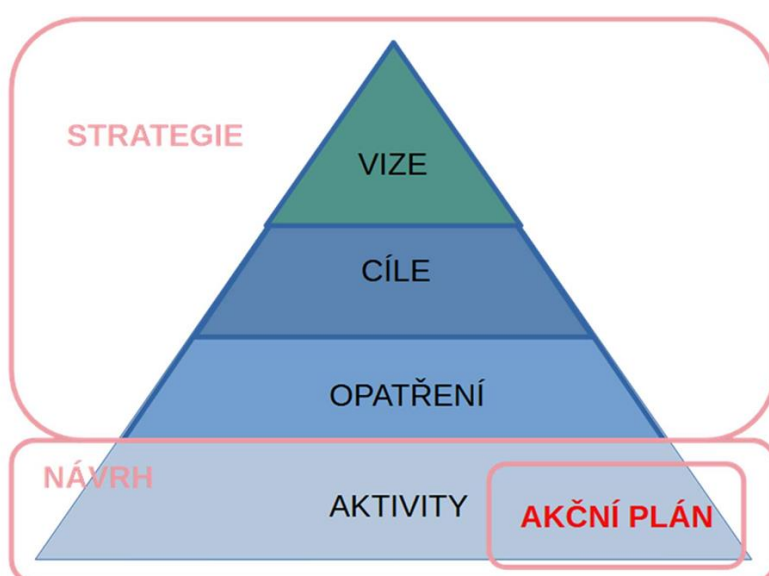 STRATEGIE
VIZE
CÍLE
OPATŘENÍ
NÁVRH
AKTIVITY
AKČNÍ PLÁN